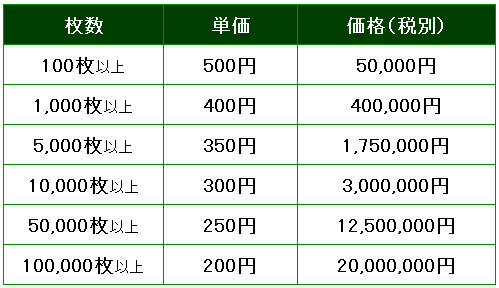 枚数 単価 価格(税別)
100枚以上 500円 50,000円
1,000枚以上 400円 400,000円
5,000枚以上 350円 1,750,000円
10,000枚以上 300円 3,000,000円
50,000枚以上 250円 12,500,000円
100,000枚以上 200円 20,000,000円